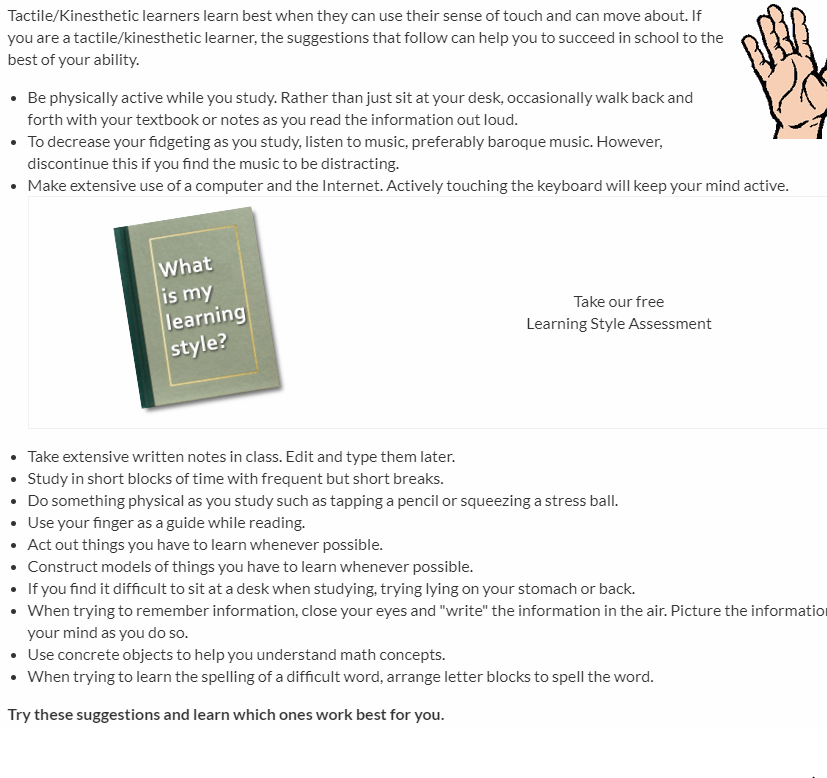 Tactile/Kinesthetic learners learn best when they can use their sense of touch and can move about. If
you are a tactile/kinesthetic learner, the suggestions that follow can help you to succeed in school to the
best of your ability.
• Be physically active while you study. Rather than just sit at your desk, occasionally walk back and
forth with your textbook or notes as you read the information out loud.
• To decrease your fidgeting as you study, listen to music, preferably baroque music. However,
discontinue this if you find the music to be distracting.
• Make extensive use of a computer and the Internet. Actively touching the keyboard will keep your mind active.
What
is my
learning
style?
Take our free
Learning Style Assessment
• Take extensive written notes in class. Edit and type them later.
• Study in short blocks of time with frequent but short breaks.
• Do something physical as you study such as tapping a pencil or squeezing a stress ball.
• Use your finger as a guide while reading.
• Act out things you have to learn whenever possible.
• Construct models of things you have to learn whenever possible.
• If you find it difficult to sit at a desk when studying, trying lying on your stomach or back.
• When trying to remember information, close your eyes and "write" the information in the air. Picture the informatio
your mind as you do so.
• Use concrete objects to help you understand math concepts.
• When trying to learn the spelling of a difficult word, arrange letter blocks to spell the word.
Try these suggestions and learn which ones work best for you.